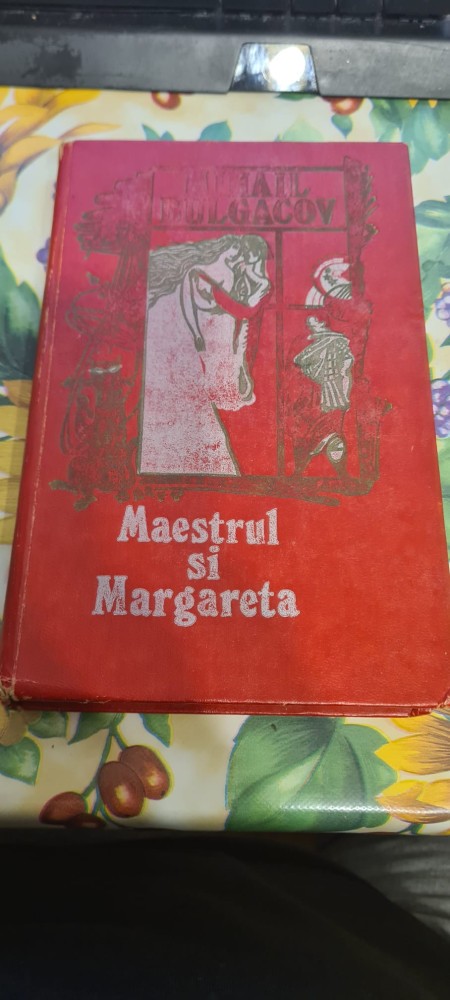 MIHAIL
BULGACOV
Maestrul
si
Margareta